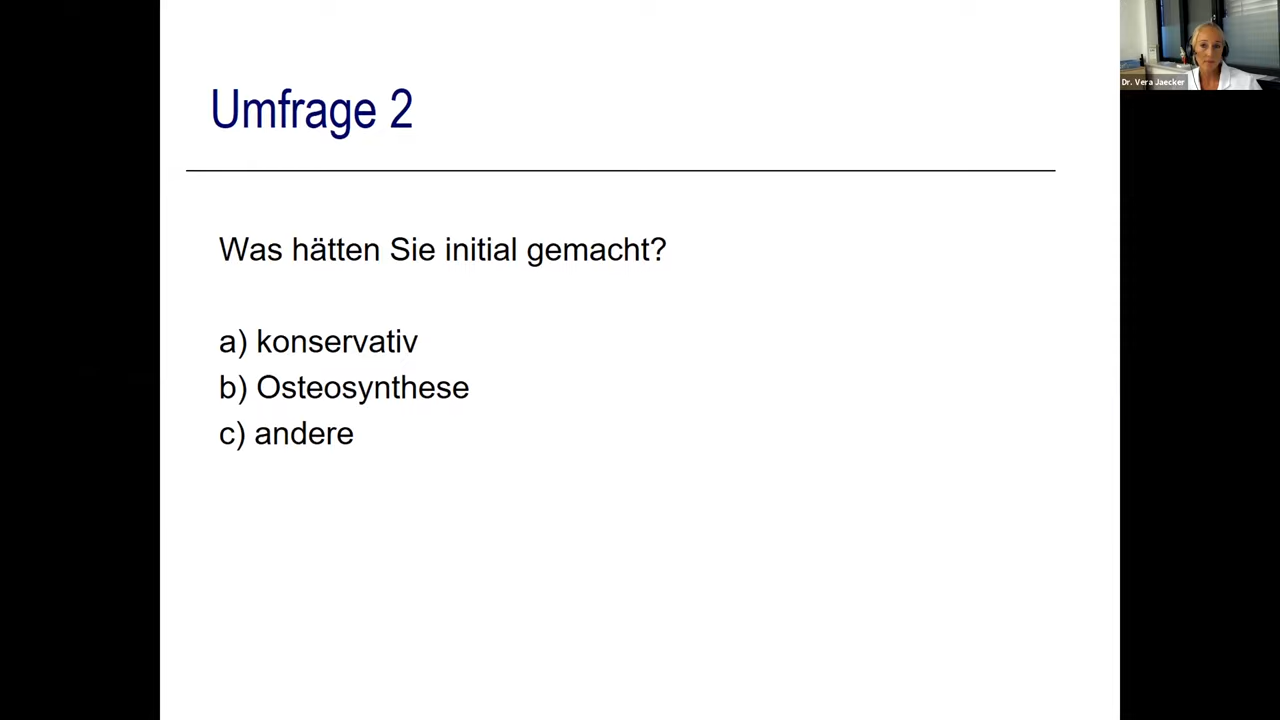 Dr. Vera Jaecker
Umfrage 2
Was hätten Sie initial gemacht?
a) konservativ
b) Osteosynthese
c) andere